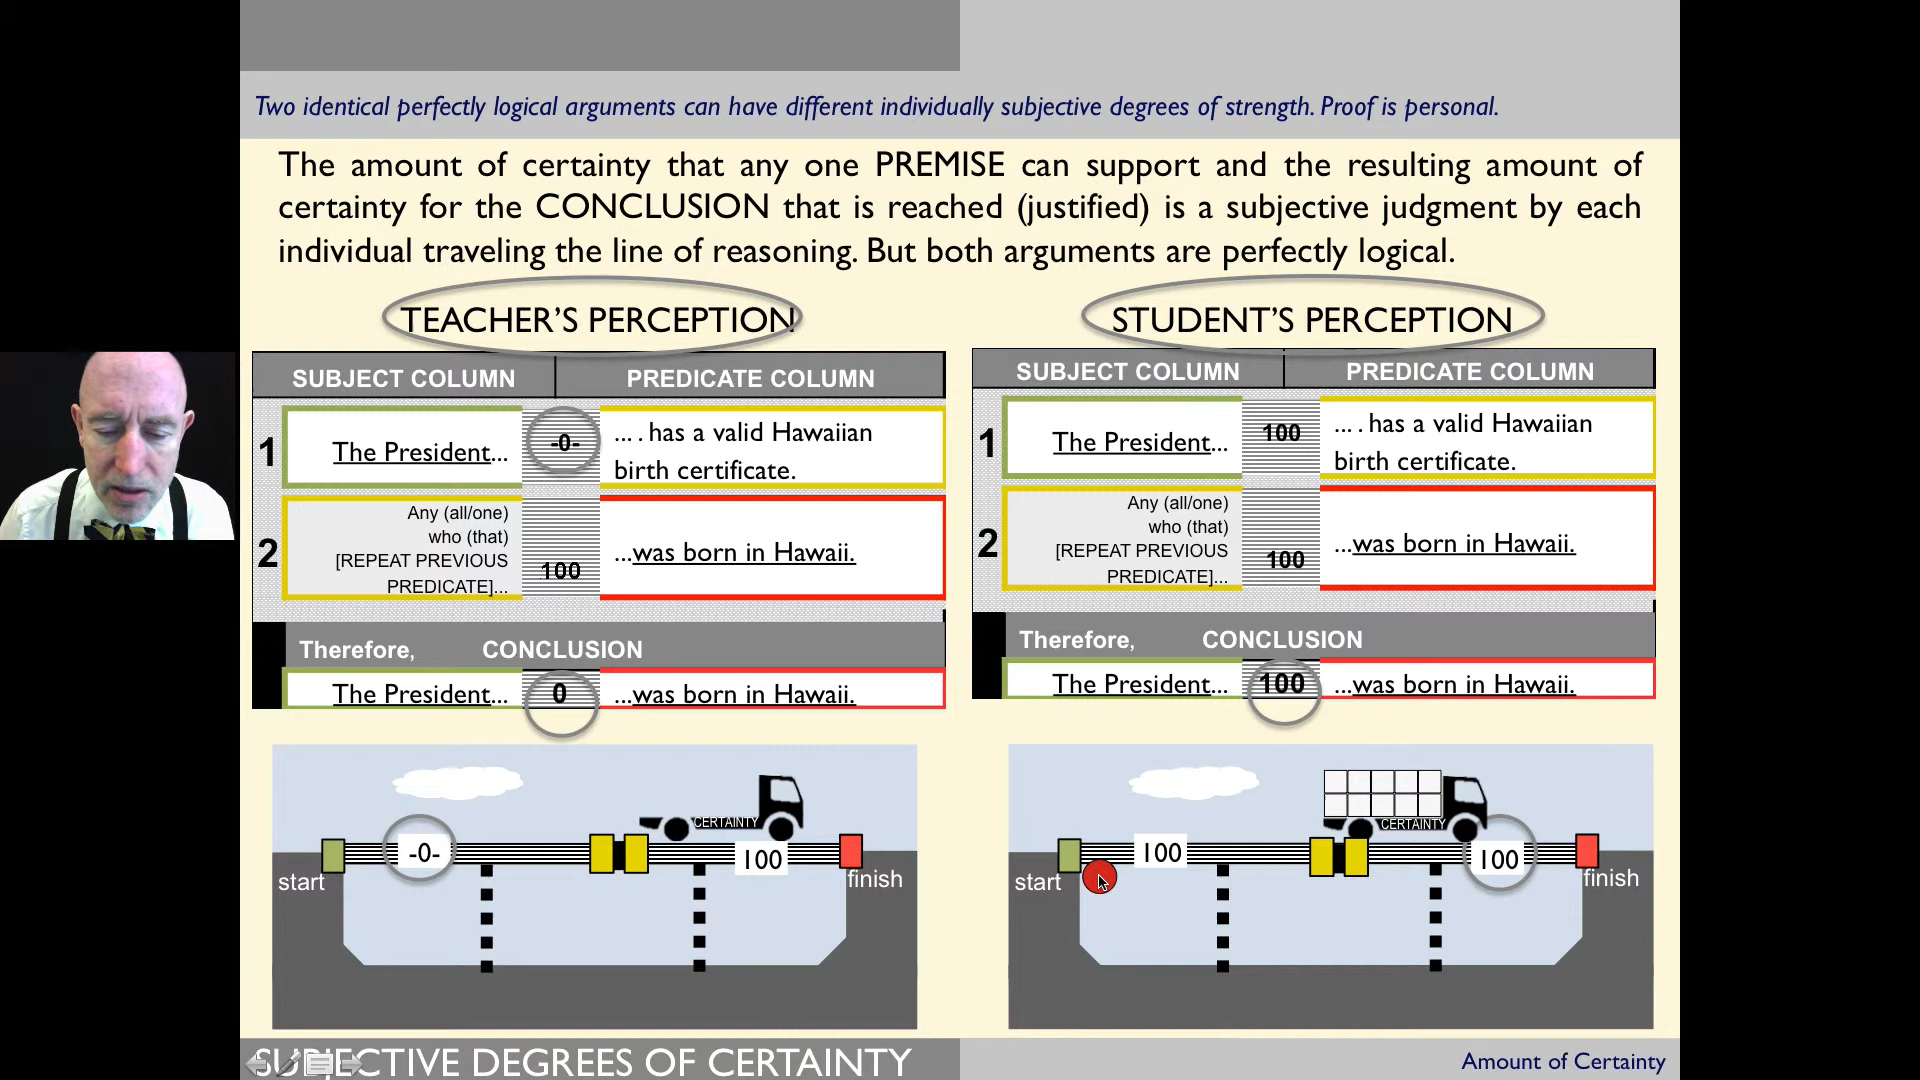 Two identical perfectly logical arguments can have different individually subjective degrees of strength. Proof is personal.
The amount of certainty that any one PREMISE can support and the resulting amount of
certainty for the CONCLUSION that is reached (justified) is a subjective judgment by each
individual traveling the line of reasoning. But both arguments are perfectly logical.
TEACHER'S PERCEPTION
SUBJECT COLUMN PREDICATE COLUMN
1 The President... -0- ... . has a valid Hawaiian
birth certificate.
2 Any (all/one)
who (that)
[REPEAT PREVIOUS
PREDICATE]...
100 ...was born in Hawaii.
Therefore, CONCLUSION
The President... 0 ...was born in Hawaii.
CERTAINTY
-0- 100
start finish
STUDENT'S PERCEPTION
SUBJECT COLUMN PREDICATE COLUMN
1 The President... 100 ... . has a valid Hawaiian
birth certificate.
2 Any (all/one)
who (that)
[REPEAT PREVIOUS
PREDICATE]...
100 ...was born in Hawaii.
Therefore, CONCLUSION
The President... 100 ...was born in Hawaii.
CERTAINTY
100 100
start finish
SUBJECTIVE DEGREES OF CERTAINTY
Amount of Certainty